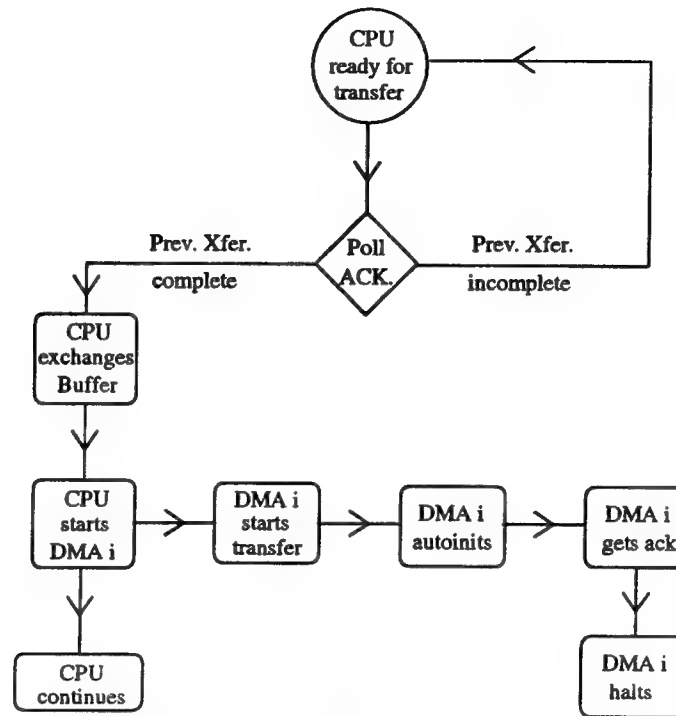 CPU
ready for
transfer
Prev. Xfer.
complete
Poll
ACK.
Prev. Xfer.
incomplete
CPU
exchanges
Buffer
CPU
starts
DMA i
DMA i
starts
transfer
DMA i
autoinits
DMA i
gets ack
CPU
continues
DMA i
halts